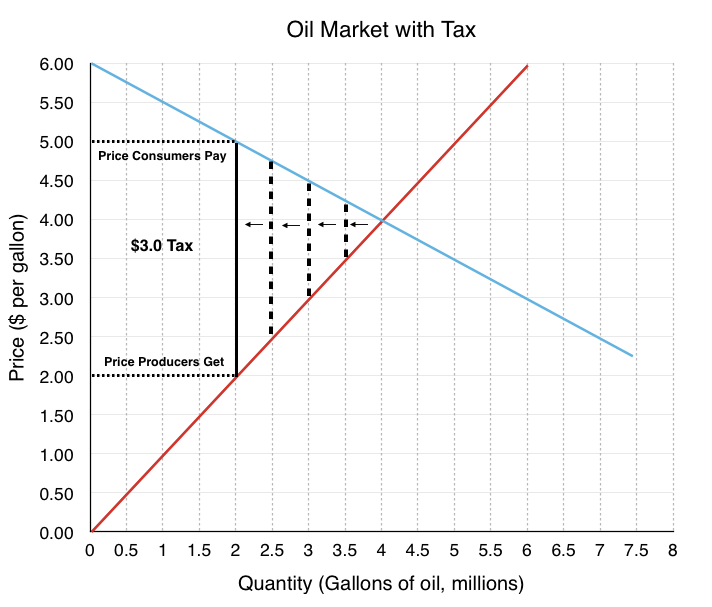 Oil Market with Tax
6.00
5.50
5.00
Price Consumers Pay
4.50
4.00
$3.0 Tax
3.50
3.00
2.50
Price Producers Get
2.00
1.50
1.00
0.50
0.00
Price ($ per gallon)
0 0.5 1 1.5 2 2.5 3 3.5 4 4.5 5 5.5 6 6.5 7 7.5 8
Quantity (Gallons of oil, millions)